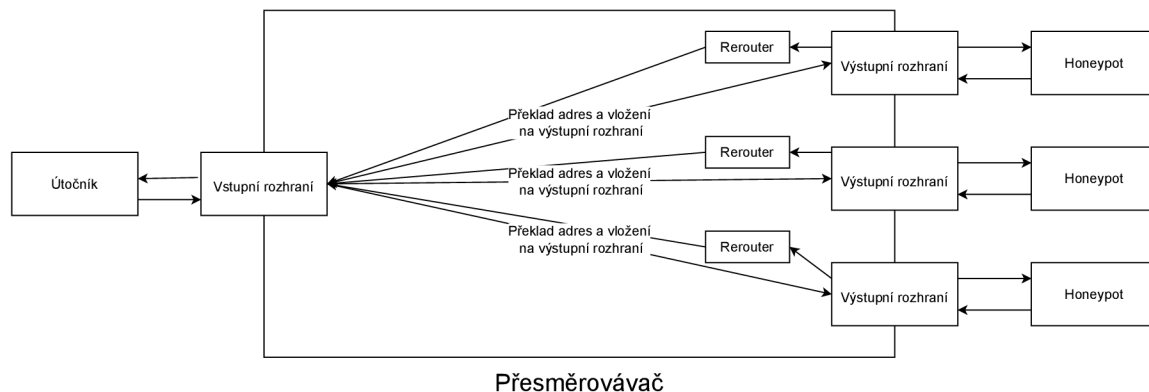 Rerouter
Výstupní rozhraní
Honeypot
Překlad adres a vložení
na výstupní rozhraní
Útočník
Vstupní rozhraní
Rerouter
Překlad adres a vložení
na výstupní rozhraní
Výstupní rozhraní
Honeypot
Překlad adres a vložení
na výstupní rozhraní
Rerouter
Výstupní rozhraní
Honeypot
Přesměrovávač